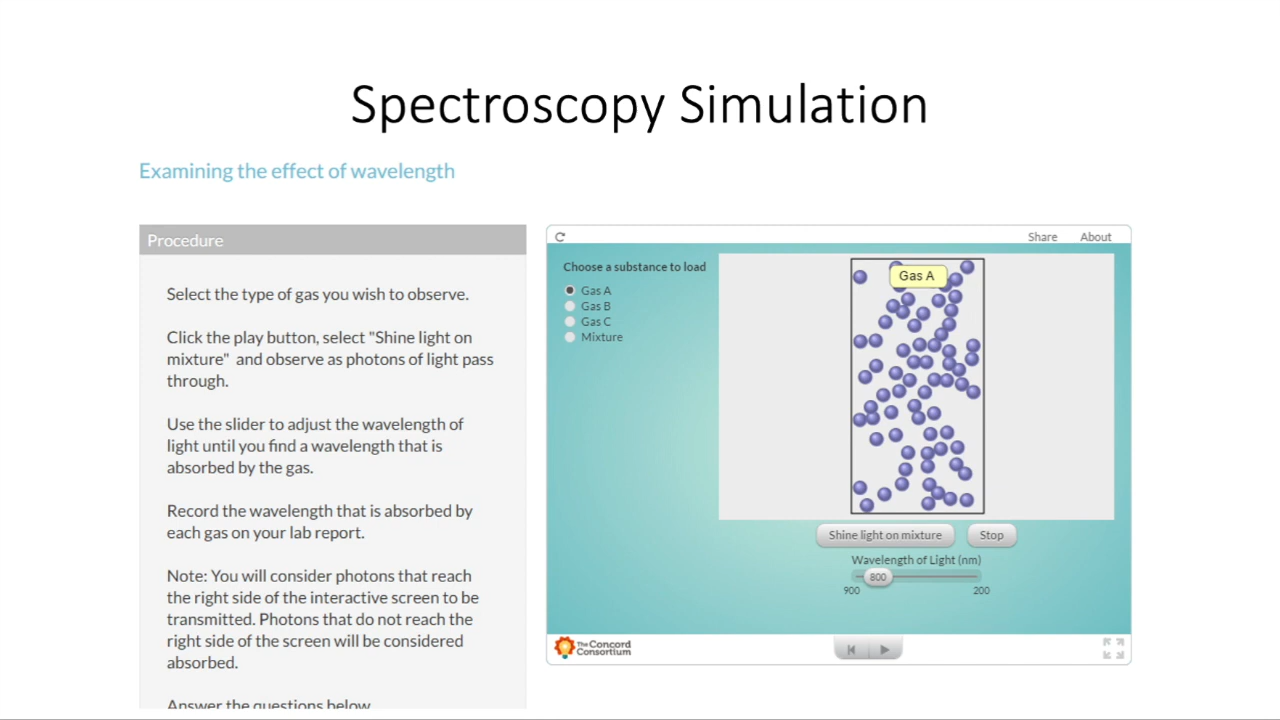 Spectroscopy Simulation
Examining the effect of wavelength
Procedure
Select the type of gas you wish to observe.
Click the play button, select "Shine light on
mixture"  and observe as photons of light pass
through.
Use the slider to adjust the wavelength of
light until you find a wavelength that is
absorbed by the gas.
Record the wavelength that is absorbed by
each gas on your lab report.
Note: You will consider photons that reach
the right side of the interactive screen to be
transmitted. Photons that do not reach the
right side of the screen will be considered
absorbed.
Answer the questions below
Share
About
Choose a substance to load
Gas A
Gas B
Gas C
Mixture
Gas A
Shine light on mixture
Stop
Wavelength of Light (nm)
800
900
200
The Concord
Consortium